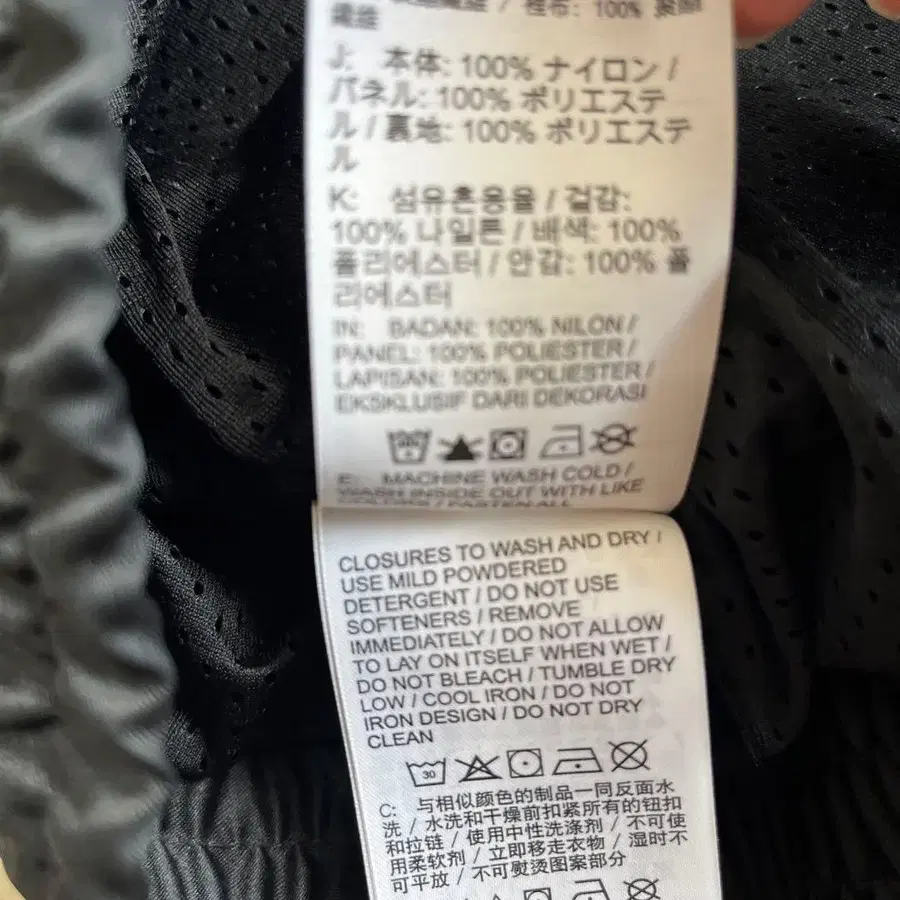 100%
J: 本体: 100% ナイロン /
パネル: 100% ポリエステ
ル / 裏地: 100% ポリエステ
ル
K: 섬유혼용율 / 겉감:
100% 나일론 / 배색: 100%
폴리에스터 / 안감: 100% 폴
리에스터
IN: BADAN: 100% NILON /
PANEL: 100% POLIESTER /
LAPISAN: 100% POLIESTER /
EKSKLUSIF DARI DEKORASI
E: MACHINE WASH COLD /
WASH INSIDE OUT WITH LIKE
COLORS / FASTEN ALL
CLOSURES TO WASH AND DRY /
USE MILD POWDERED
DETERGENT / DO NOT USE
SOFTENERS / REMOVE
IMMEDIATELY / DO NOT ALLOW
TO LAY ON ITSELF WHEN WET /
DO NOT BLEACH / TUMBLE DRY
LOW / COOL IRON / DO NOT
IRON DESIGN / DO NOT DRY
CLEAN
30
C: 与相似颜色的制品一同反面水
洗 / 水洗和干燥前扣紧所有的钮扣
和拉链 / 使用中性洗涤剂 / 不可使
用柔软剂 / 立即移走衣物 / 湿时不
可平放 / 不可熨烫图案部分